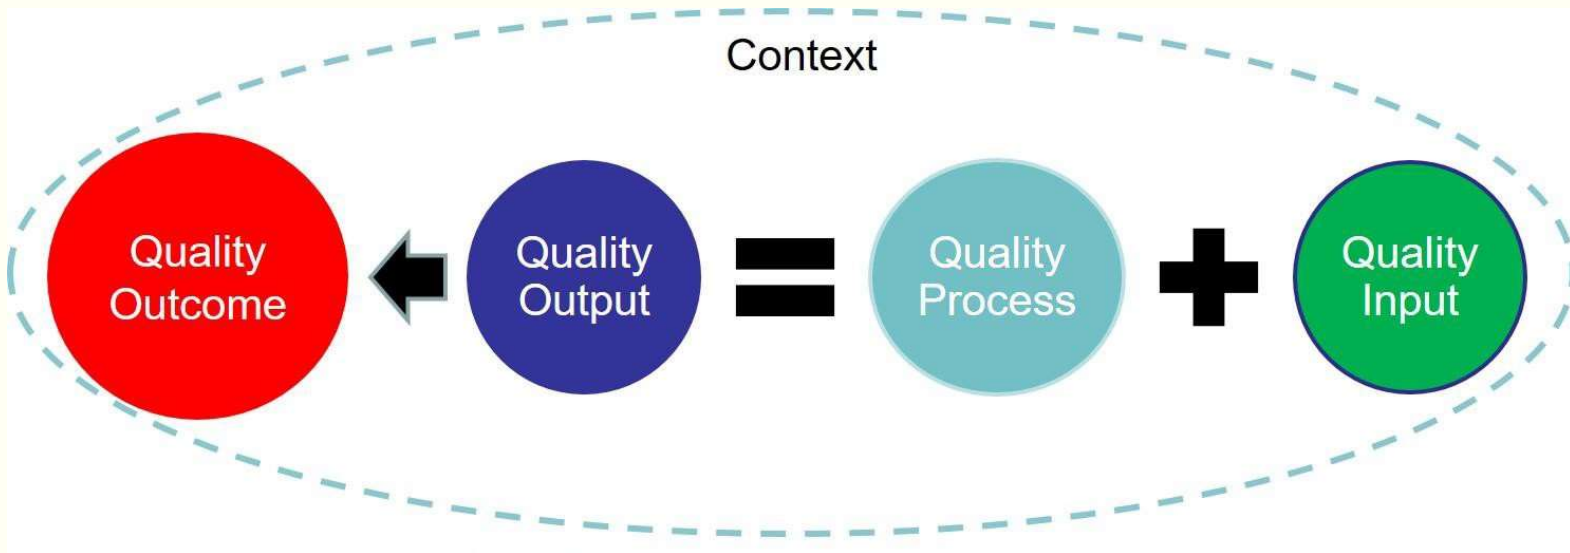 Context
Quality
Outcome
Quality
Output
Quality
Process
Quality
Input